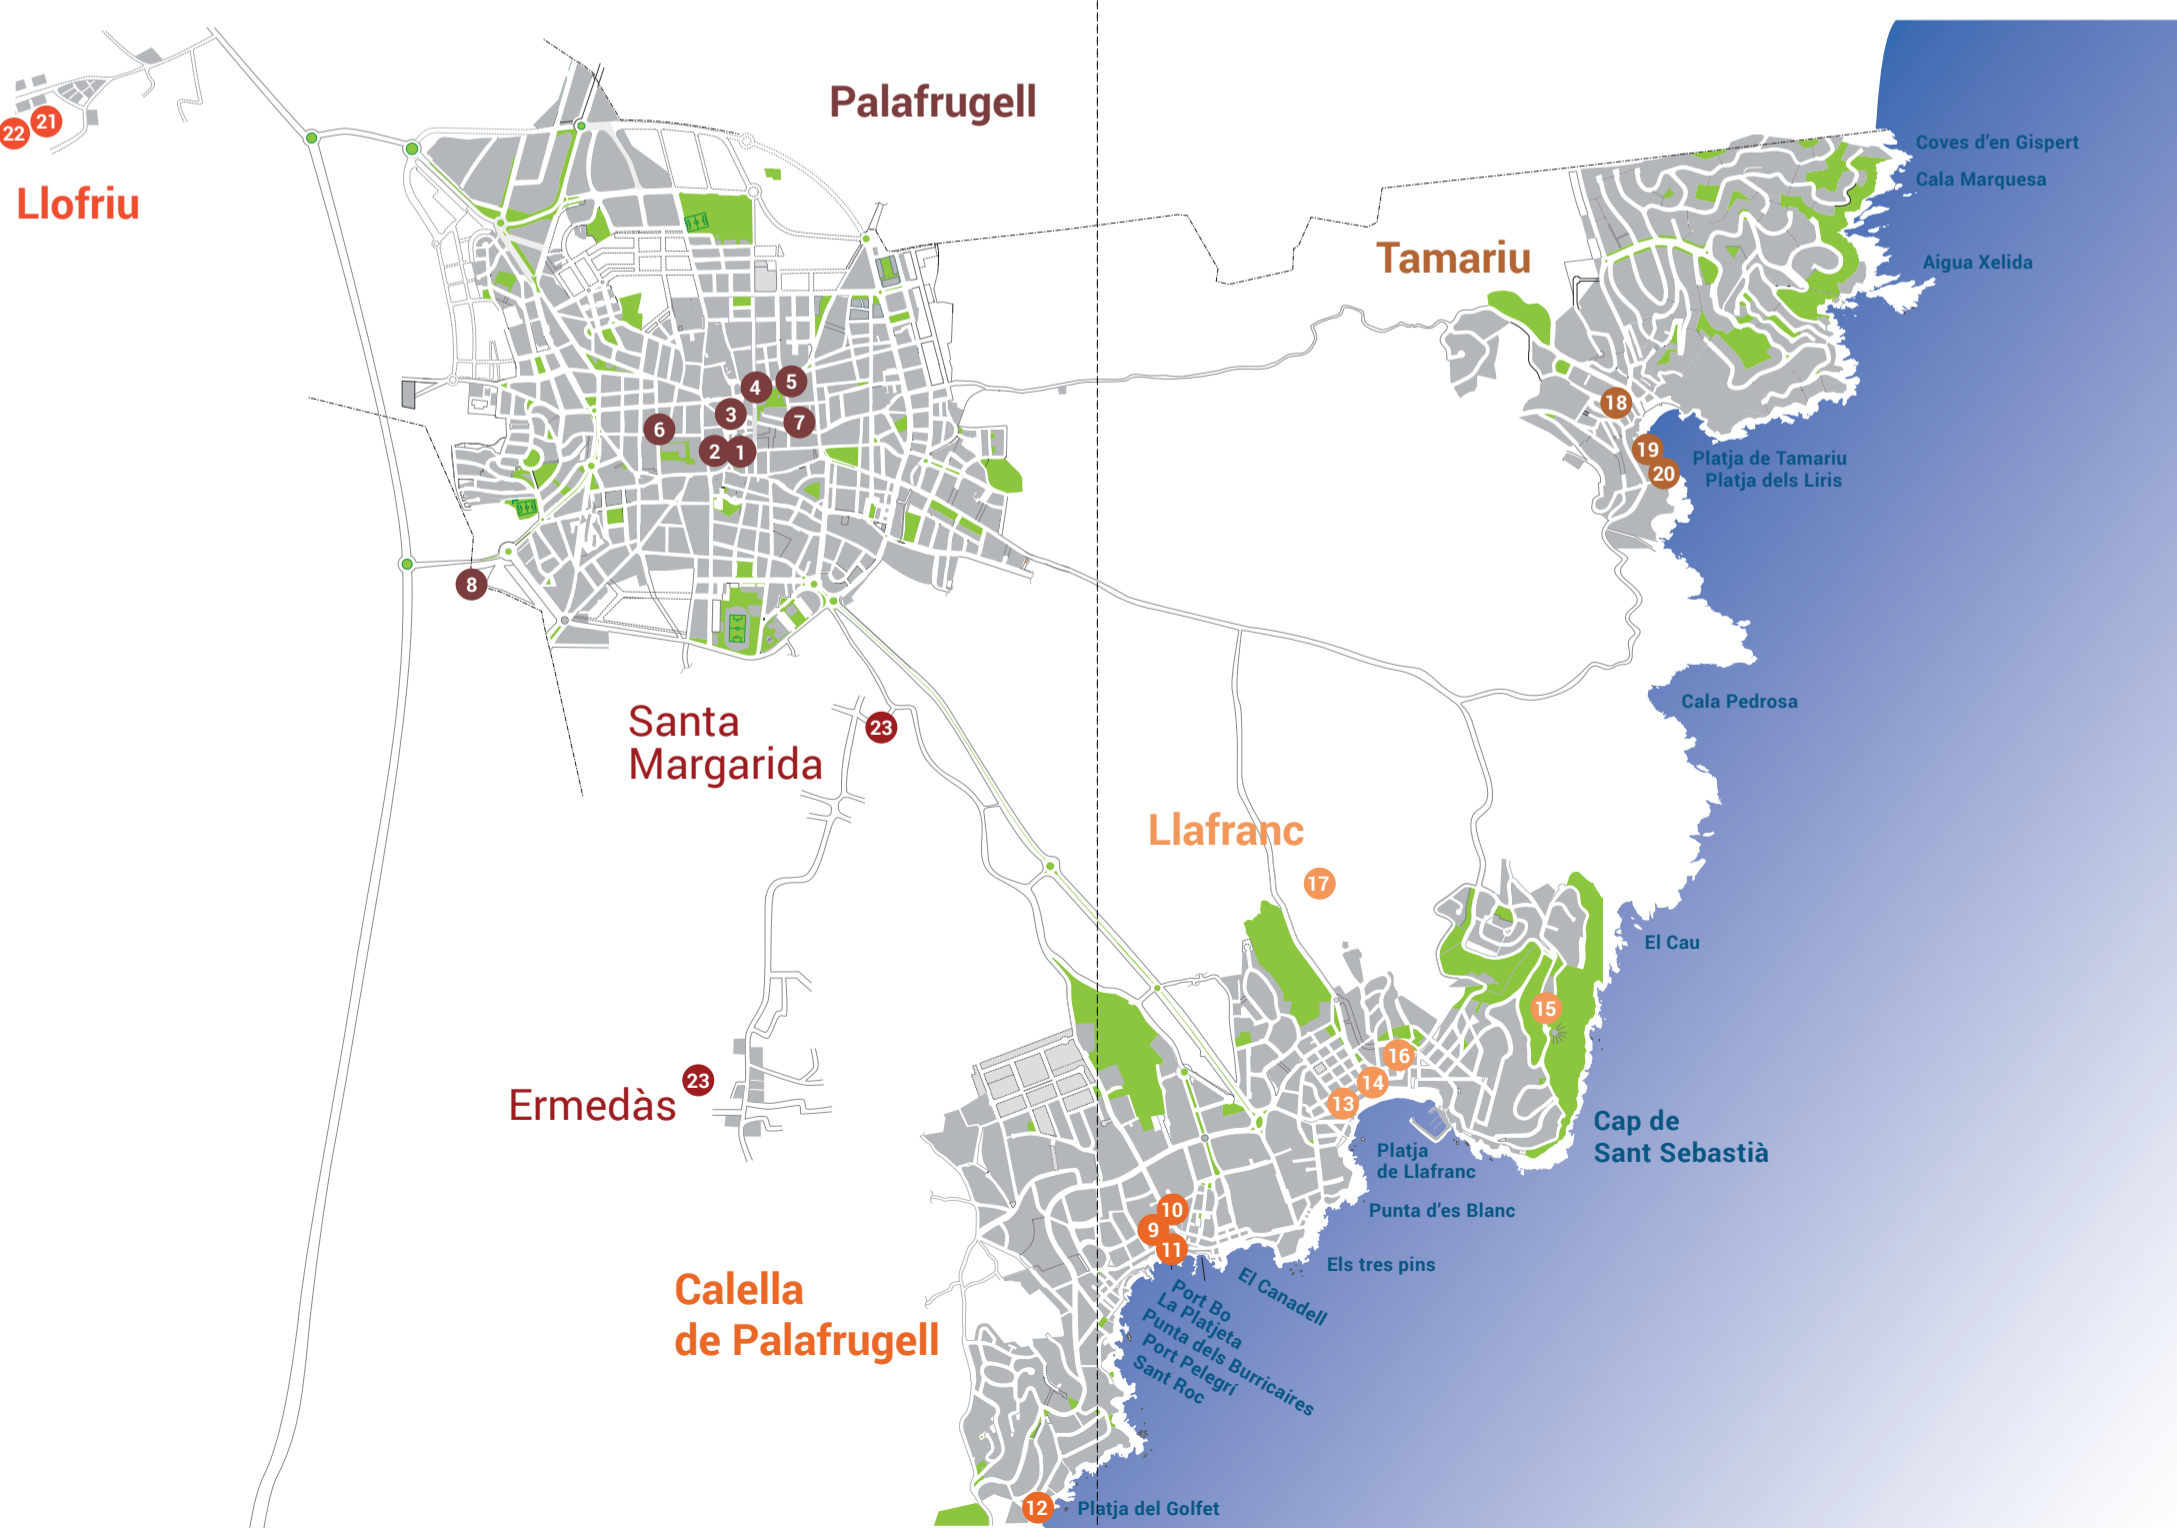 Palafrugell
22
21
Llofriu
Coves d'en Gispert
Cala Marquesa
Tamariu
Aigua Xelida
4
5
3
7
6
2
1
18
19
20
Platja de Tamariu
Platja dels Liris
8
Santa
Margarida
23
Cala Pedrosa
Llafranc
17
El Cau
15
16
14
13
Ermedàs
23
Cap de
Sant Sebastià
Platja
de Llafranc
Punta d'es Blanc
10
9
11
Els tres pins
El Canadell
Port Bo
La Platjeta
Punta dels Burricaires
Port Pelegrí
Sant Roc
Calella
de Palafrugell
12
Platja del Golfet